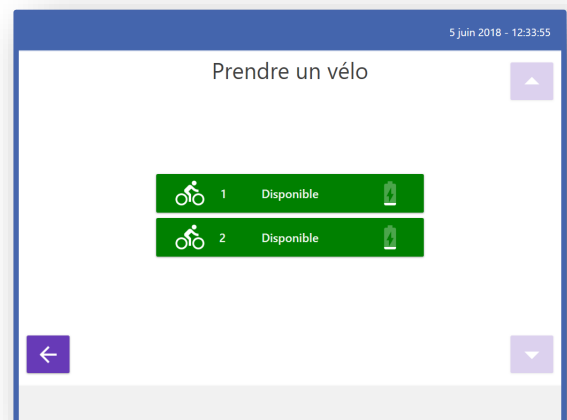 5 juin 2018 - 12:33:55
Prendre un vélo
1 Disponible
2 Disponible